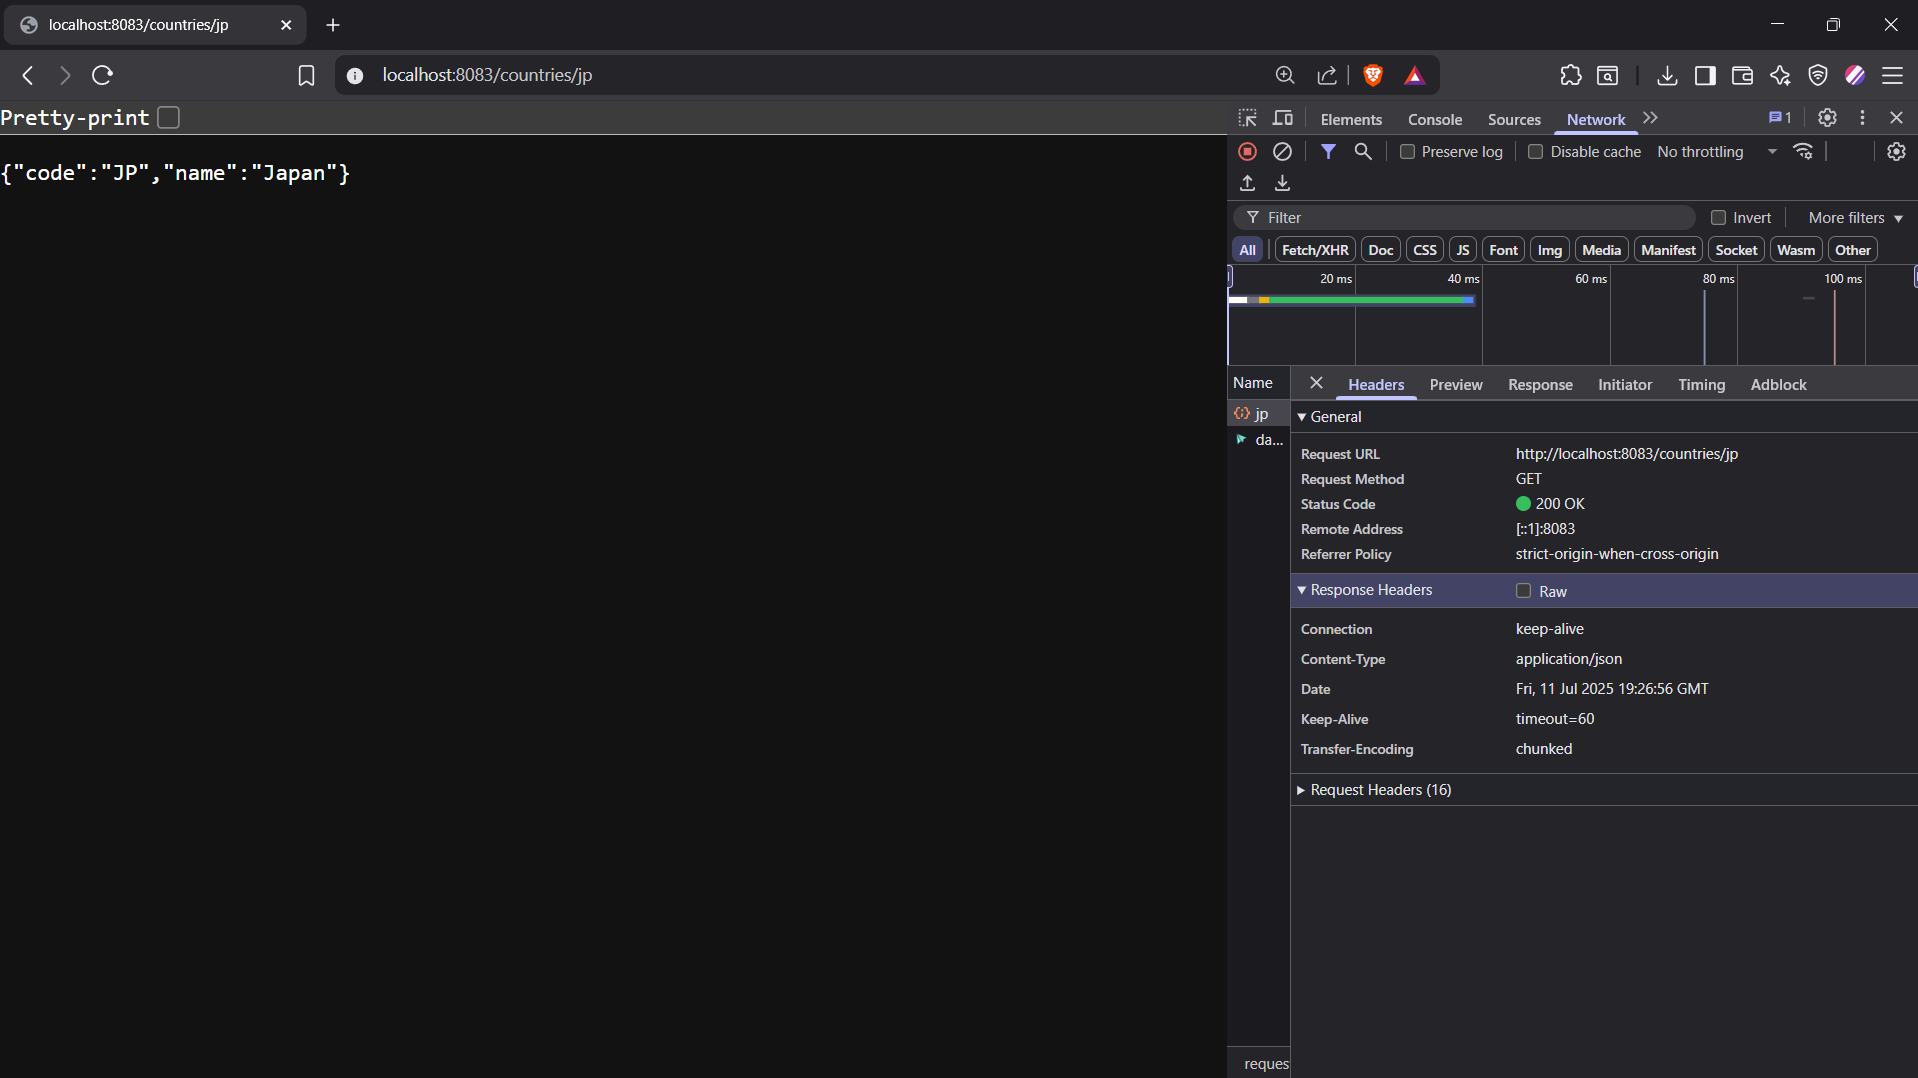 localhost:8083/countries/jp
localhost:8083/countries/jp
Pretty-print
{"code":"JP","name":"Japan"}
Elements Console Sources Network 1
Preserve log Disable cache No throttling
Filter Invert More filters
All Fetch/XHR Doc CSS JS Font Img Media Manifest Socket Wasm Other
20 ms 40 ms 60 ms 80 ms 100 ms
Name Headers Preview Response Initiator Timing Adblock
jp
da...
General
Request URL http://localhost:8083/countries/jp
Request Method GET
Status Code 200 OK
Remote Address [::1]:8083
Referrer Policy strict-origin-when-cross-origin
Response Headers Raw
Connection keep-alive
Content-Type application/json
Date Fri, 11 Jul 2025 19:26:56 GMT
Keep-Alive timeout=60
Transfer-Encoding chunked
Request Headers (16)
reques